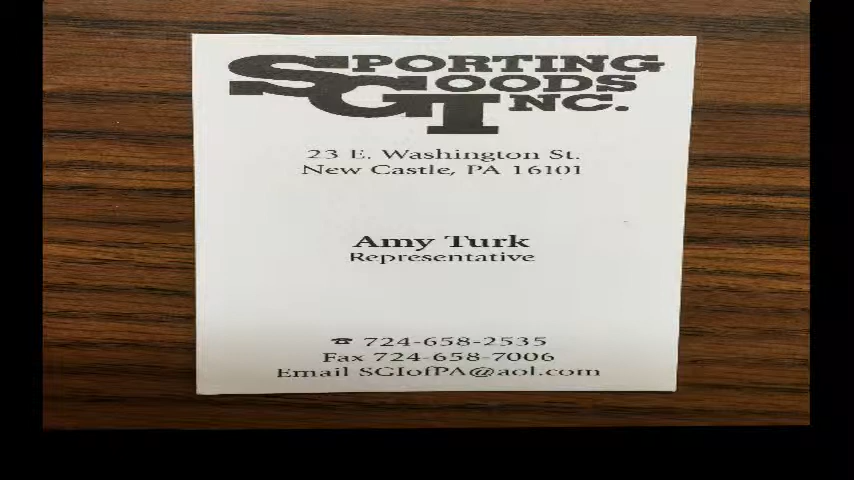 SPORTING
GOODS
INC.
23 E. Washington St.
New Castle, PA 16101
Amy Turk
Representative
☎ 724-658-2535
Fax 724-658-7006
Email SGIofPA@aol.com